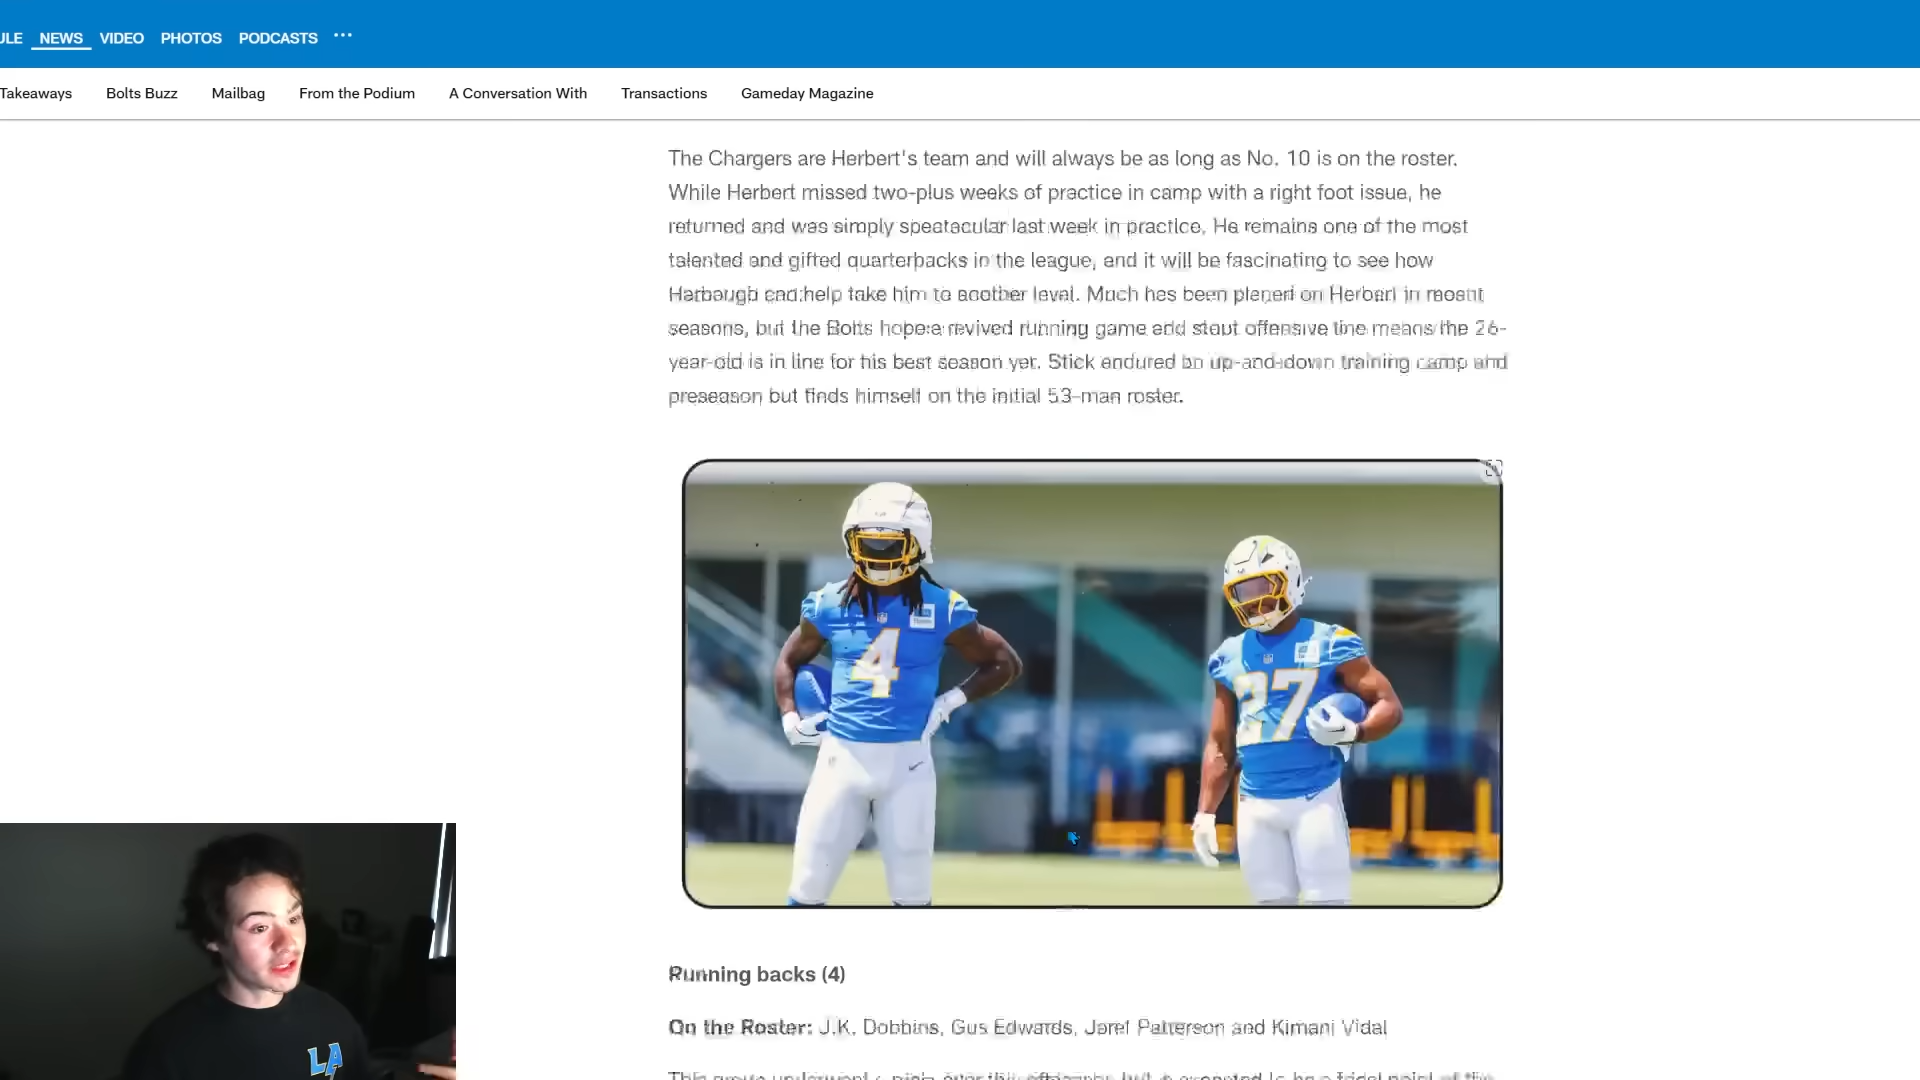 ULE NEWS VIDEO PHOTOS PODCASTS ...
Takeaways Bolts Buzz Mailbag From the Podium A Conversation With Transactions Gameday Magazine
The Chargers are Herbert's team and will always be as long as No. 10 is on the roster.
While Herbert missed two-plus weeks of practice in camp with a right foot issue, he
returned and was simply spectacular last week in practice. He remains one of the most
talented and gifted quarterbacks in the league, and it will be fascinating to see how
Harbaugh can help take him to another level. Much has been placed on Herbert in recent
seasons, but the Bolts hope a revived running game and stout offensive line means the 26-
year-old is in line for his best season yet. Stick endured an up-and-down training camp and
preseason but finds himself on the initial 53-man roster.
4
27
Running backs (4)
On the Roster: J.K. Dobbins, Gus Edwards, Jaret Patterson and Kimani Vidal
This group underwent a
LA